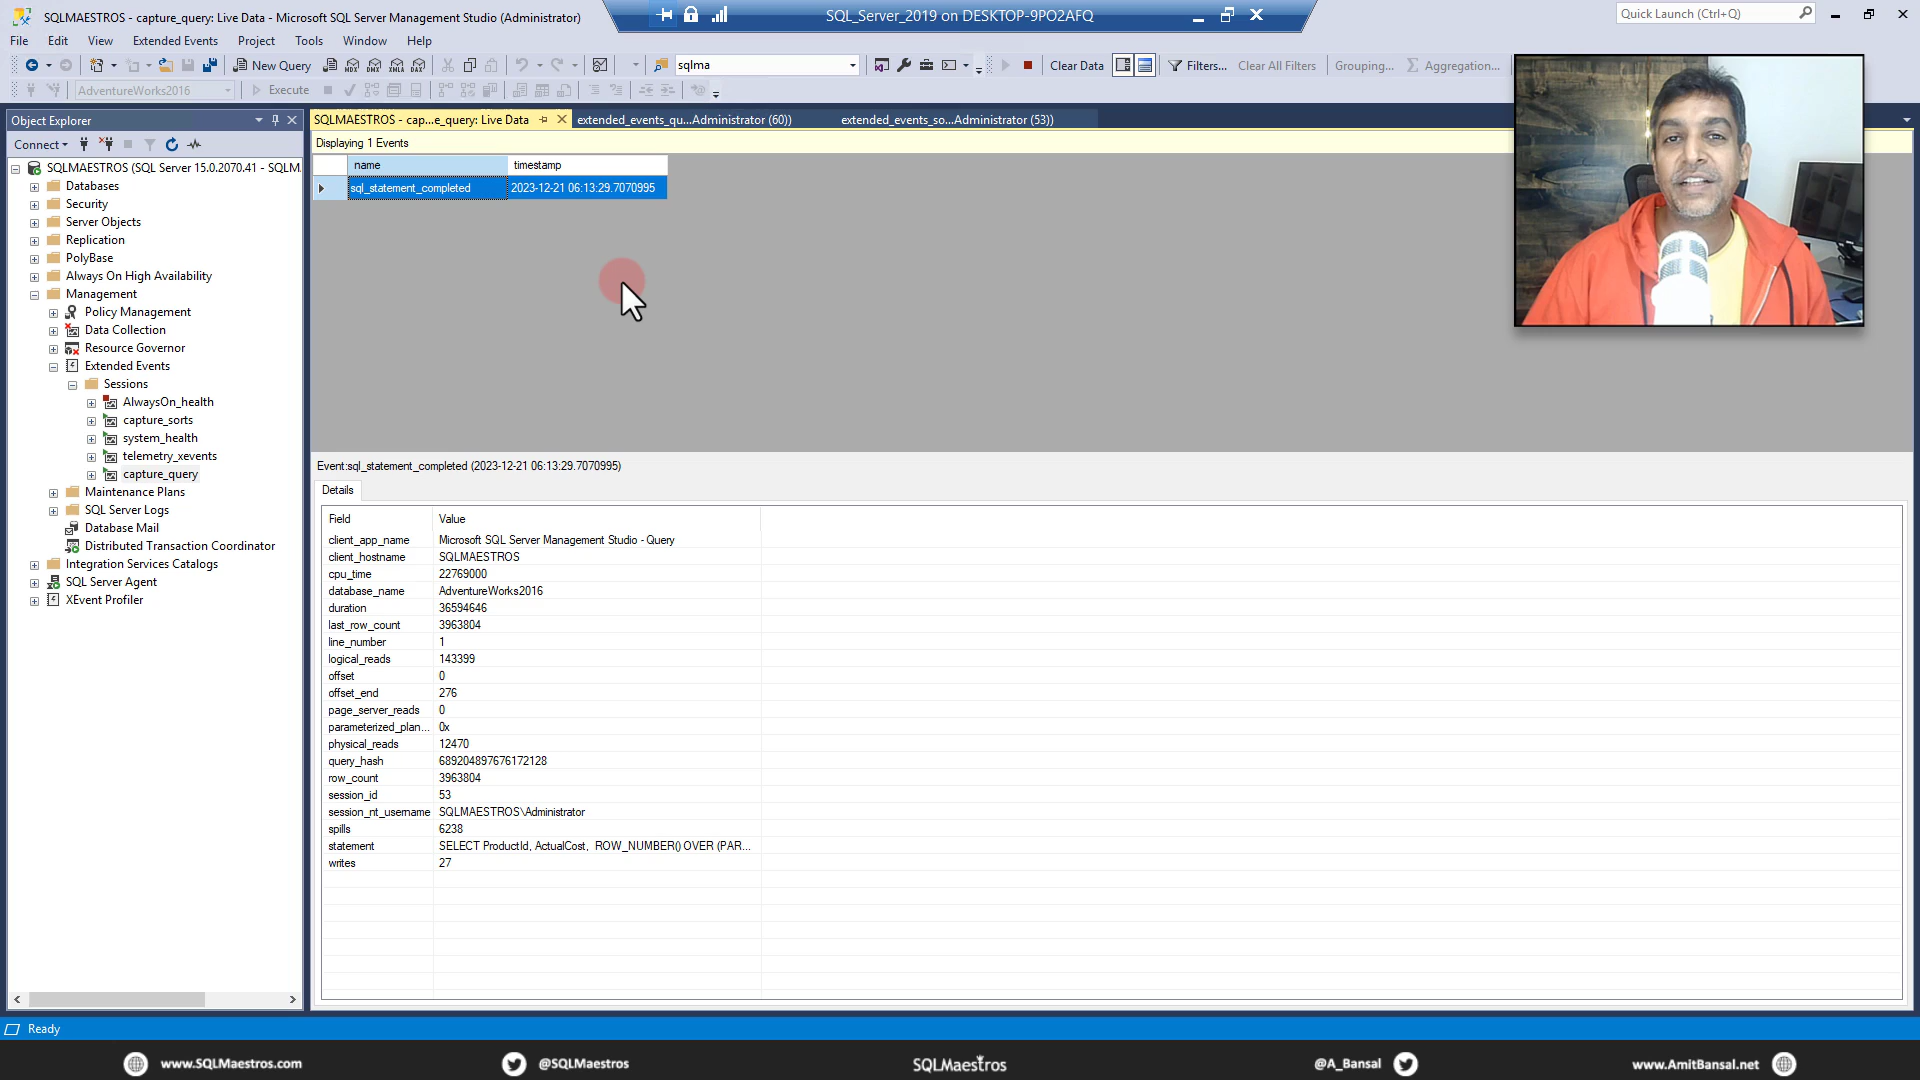 SQLMAESTROS - capture_query: Live Data - Microsoft SQL Server Management Studio (Administrator)
SQL_Server_2019 on DESKTOP-9PO2AFQ
Quick Launch (Ctrl+Q)
File Edit View Extended Events Project Tools Window Help
New Query
MDX DMX XMLA DAX
sqlma
Clear Data
Filters...
Clear All Filters
Grouping...
Aggregation...
AdventureWorks2016
Execute
Object Explorer
Connect
SQLMAESTROS (SQL Server 15.0.2070.41 - SQLM
Databases
Security
Server Objects
Replication
PolyBase
Always On High Availability
Management
Policy Management
Data Collection
Resource Governor
Extended Events
Sessions
AlwaysOn_health
capture_sorts
system_health
telemetry_xevents
capture_query
Maintenance Plans
SQL Server Logs
Database Mail
Distributed Transaction Coordinator
Integration Services Catalogs
SQL Server Agent
XEvent Profiler
SQLMAESTROS - cap...e_query: Live Data
extended_events_qu...Administrator (60))
extended_events_so...Administrator (53))
Displaying 1 Events
name timestamp
sql_statement_completed 2023-12-21 06:13:29.7070995
Event:sql_statement_completed (2023-12-21 06:13:29.7070995)
Details
Field Value
client_app_name Microsoft SQL Server Management Studio - Query
client_hostname SQLMAESTROS
cpu_time 22769000
database_name AdventureWorks2016
duration 36594646
last_row_count 3963804
line_number 1
logical_reads 143399
offset 0
offset_end 276
page_server_reads 0
parameterized_plan... 0x
physical_reads 12470
query_hash 689204897676172128
row_count 3963804
session_id 53
session_nt_username SQLMAESTROS\Administrator
spills 6238
statement SELECT ProductId, ActualCost, ROW_NUMBER() OVER (PAR...
writes 27
Ready
www.SQLMaestros.com
@SQLMaestros
SQLMaestros
@A_Bansal
www.AmitBansal.net